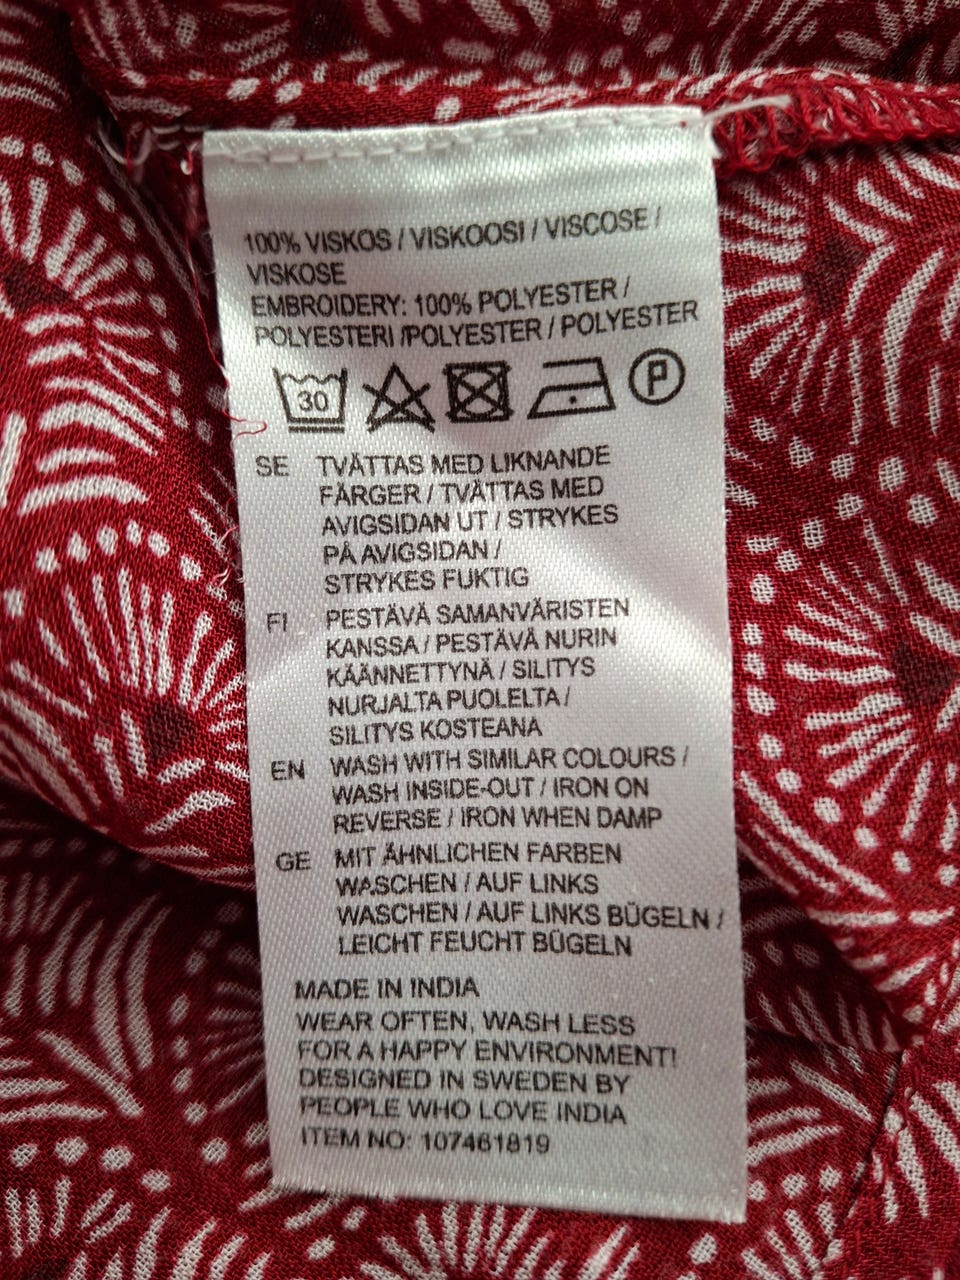 100% VISKOS / VISKOOSI / VISCOSE /
VISKOSE
EMBROIDERY: 100% POLYESTER /
POLYESTERI /POLYESTER / POLYESTER
30 P
SE TVÄTTAS MED LIKNANDE
FÄRGER / TVÄTTAS MED
AVIGSIDAN UT / STRYKES
PÅ AVIGSIDAN /
STRYKES FUKTIG
FI PESTÄVÄ SAMANVÄRISTEN
KANSSA / PESTÄVÄ NURIN
KÄÄNNETTYNÄ / SILITYS
NURJALTA PUOLELTA /
SILITYS KOSTEANA
EN WASH WITH SIMILAR COLOURS /
WASH INSIDE-OUT / IRON ON
REVERSE / IRON WHEN DAMP
GE MIT ÄHNLICHEN FARBEN
WASCHEN / AUF LINKS
WASCHEN / AUF LINKS BÜGELN /
LEICHT FEUCHT BÜGELN
MADE IN INDIA
WEAR OFTEN, WASH LESS
FOR A HAPPY ENVIRONMENT!
DESIGNED IN SWEDEN BY
PEOPLE WHO LOVE INDIA
ITEM NO: 107461819